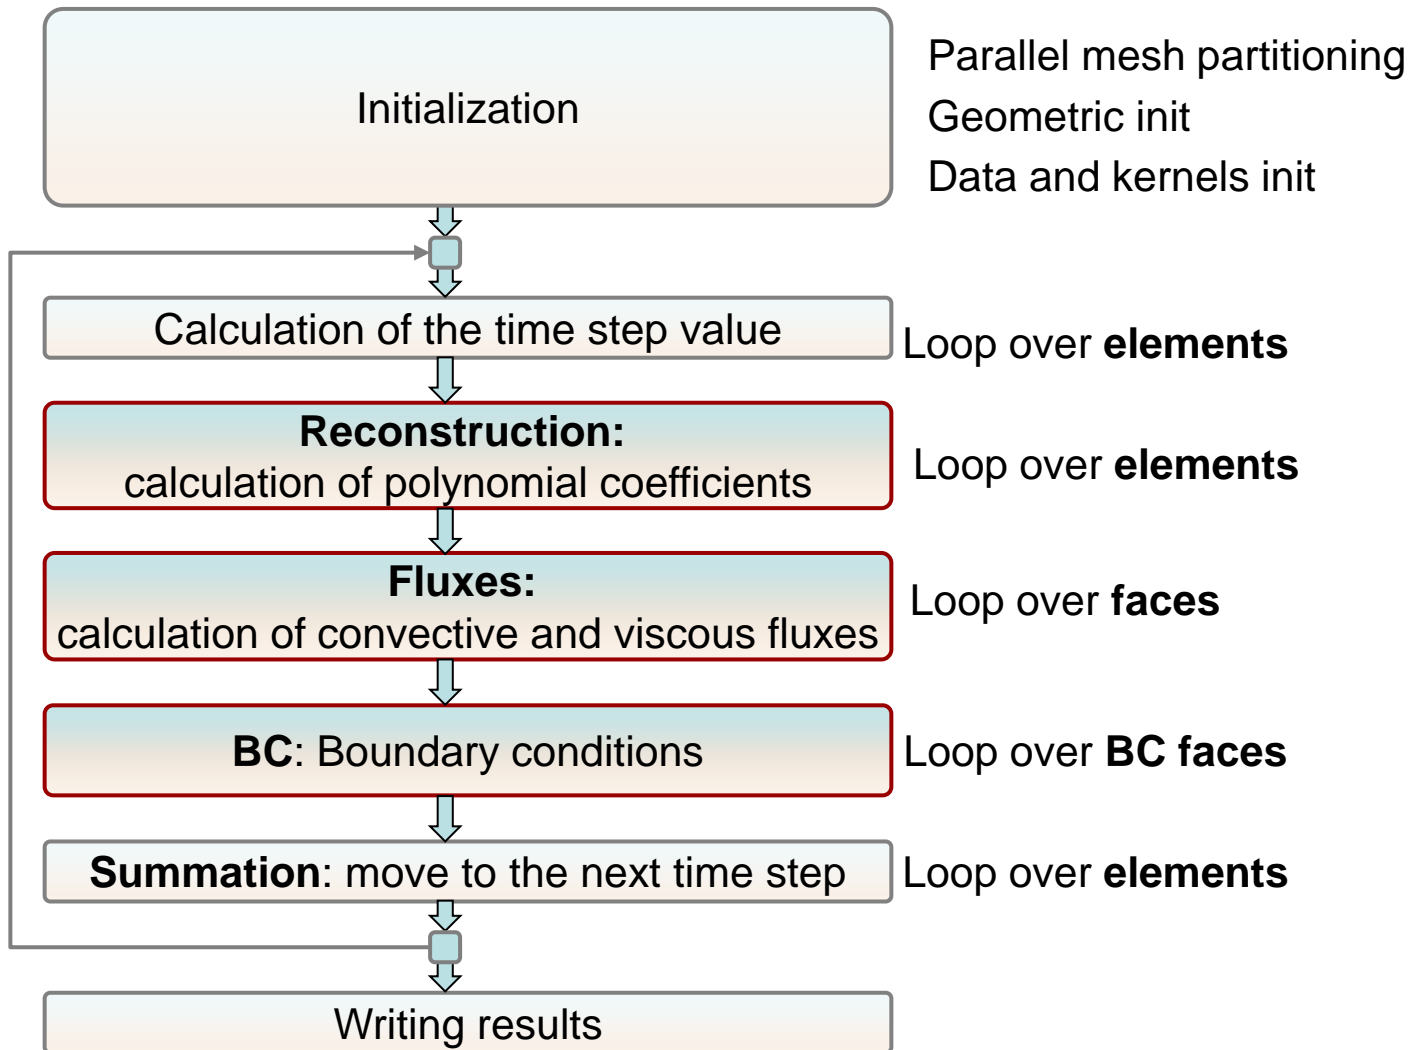 Initialization
Parallel mesh partitioning
Geometric init
Data and kernels init
Calculation of the time step value
Loop over elements
Reconstruction:
calculation of polynomial coefficients
Loop over elements
Fluxes:
calculation of convective and viscous fluxes
Loop over faces
BC: Boundary conditions
Loop over BC faces
Summation: move to the next time step
Loop over elements
Writing results